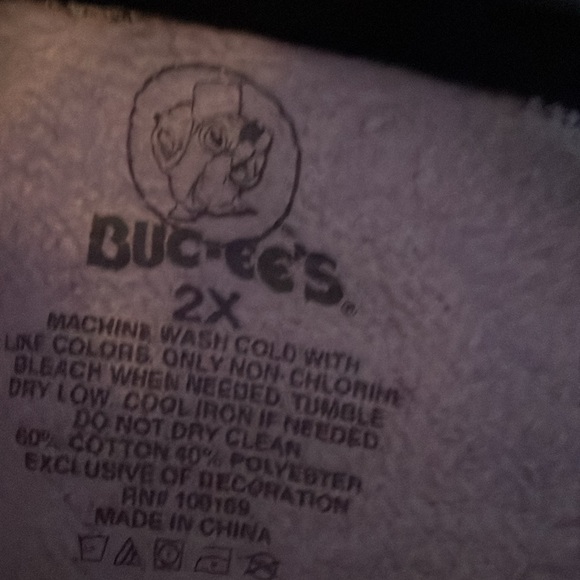 BUC-EE'S®
2X
MACHINE WASH COLD WITH
LIKE COLORS. ONLY NON-CHLORINE
BLEACH WHEN NEEDED. TUMBLE
DRY LOW. COOL IRON IF NEEDED.
DO NOT DRY CLEAN
60% COTTON 40% POLYESTER
EXCLUSIVE OF DECORATION
RN# 100169
MADE IN CHINA